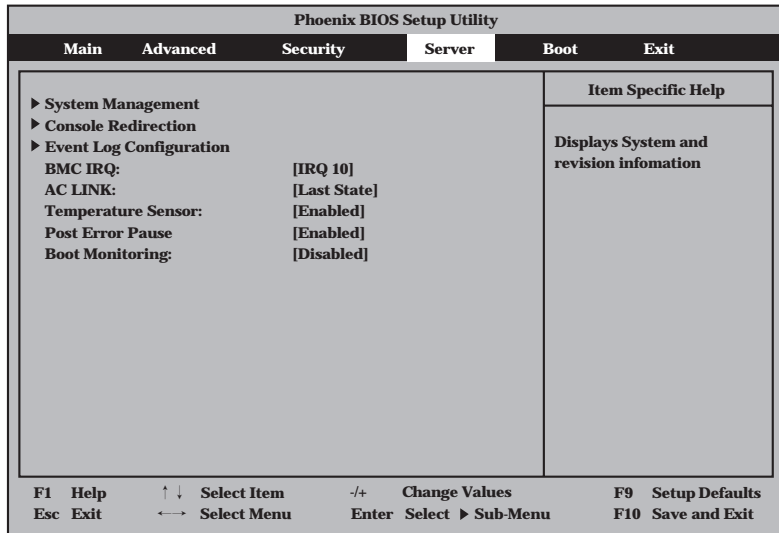 Phoenix BIOS Setup Utility
Main Advanced Security Server Boot Exit
▶ System Management
▶ Console Redirection
▶ Event Log Configuration
BMC IRQ: [IRQ 10]
AC LINK: [Last State]
Temperature Sensor: [Enabled]
Post Error Pause [Enabled]
Boot Monitoring: [Disabled]
Item Specific Help
Displays System and
revision infomation
F1 Help ↑↓ Select Item -/+ Change Values F9 Setup Defaults
Esc Exit ←→ Select Menu Enter Select ▶ Sub-Menu F10 Save and Exit